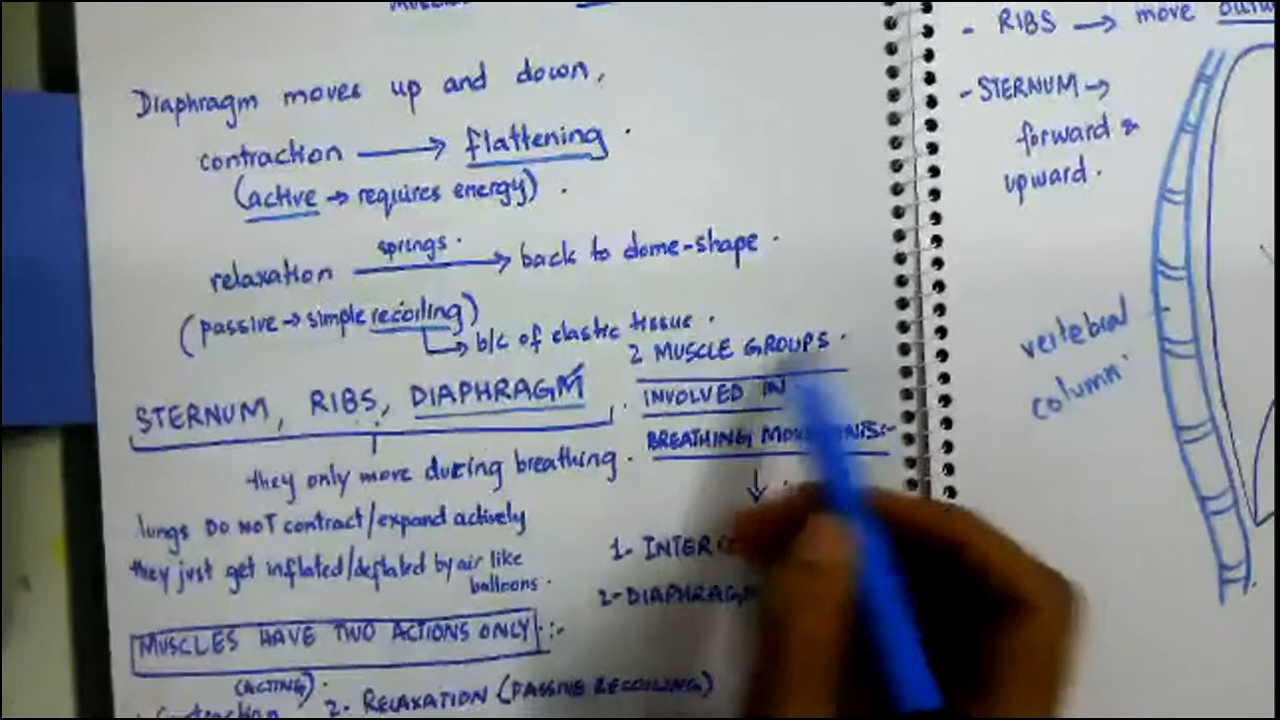 Diaphragm moves up and down,
contraction → flattening.
(active → requires energy).
springs.
relaxation → back to dome-shape.
(passive → simple recoiling)
→ b/c of elastic tissue.
STERNUM, RIBS, DIAPHRAGM.
they only move during breathing.
lungs DO NOT contract/expand actively
they just get inflated/deflated by air like
balloons.
MUSCLES HAVE TWO ACTIONS ONLY:-
(ACTING).
Contraction 2- RELAXATION (PASSIVE RECOILING)
2 MUSCLE GROUPS.
INVOLVED IN
BREATHING
↓
1-
2- DIAPHRAGM
- RIBS → move
- STERNUM →
forward &
upward.
vertebral
column.